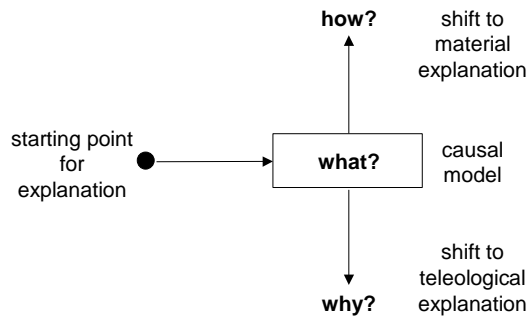 how?
shift to
material
explanation
starting point
for
explanation
what?
causal
model
shift to
teleological
explanation
why?